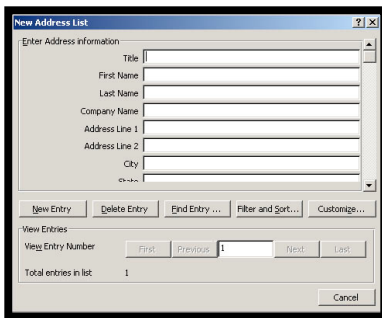 New Address List
Enter Address information
Title
First Name
Last Name
Company Name
Address Line 1
Address Line 2
City
State
New Entry Delete Entry Find Entry ... Filter and Sort... Customize...
View Entries
View Entry Number First Previous 1 Next Last
Total entries in list 1
Cancel